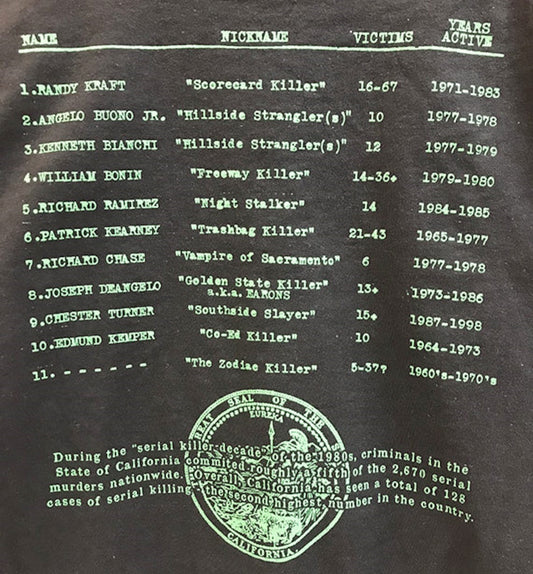 NAME NICKNAME VICTIMS YEARS ACTIVE
1.RANDY KRAFT "Scorecard Killer" 16-67 1971-1983
2.ANGELO BUONO JR. "Hillside Strangler(s)" 10 1977-1978
3.KENNETH BIANCHI "Hillside Strangler(s)" 12 1977-1979
4.WILLIAM BONIN "Freeway Killer" 14-36+ 1979-1980
5.RICHARD RAMIREZ "Night Stalker" 14 1984-1985
6.PATRICK KEARNEY "Trashbag Killer" 21-43 1965-1977
7.RICHARD CHASE "Vampire of Sacramento" 6 1977-1978
8.JOSEPH DEANGELO "Golden State Killer" a.k.a. EARONS 13+ 1973-1986
9.CHESTER TURNER "Southside Slayer" 15+ 1987-1998
10.EDMUND KEMPER "Co-Ed Killer" 10 1964-1973
11.------- "The Zodiac Killer" 5-37? 1960's-1970's
EAT SEAL OF THE S
EUREKA
During the "serial killer decade" of the 1980s, criminals in the
State of California commited roughly a fifth of the 2,670 serial
murders nationwide. Overall, California has seen a total of 128
cases of serial killing--the second highest number in the country.
CALIFORNIA.